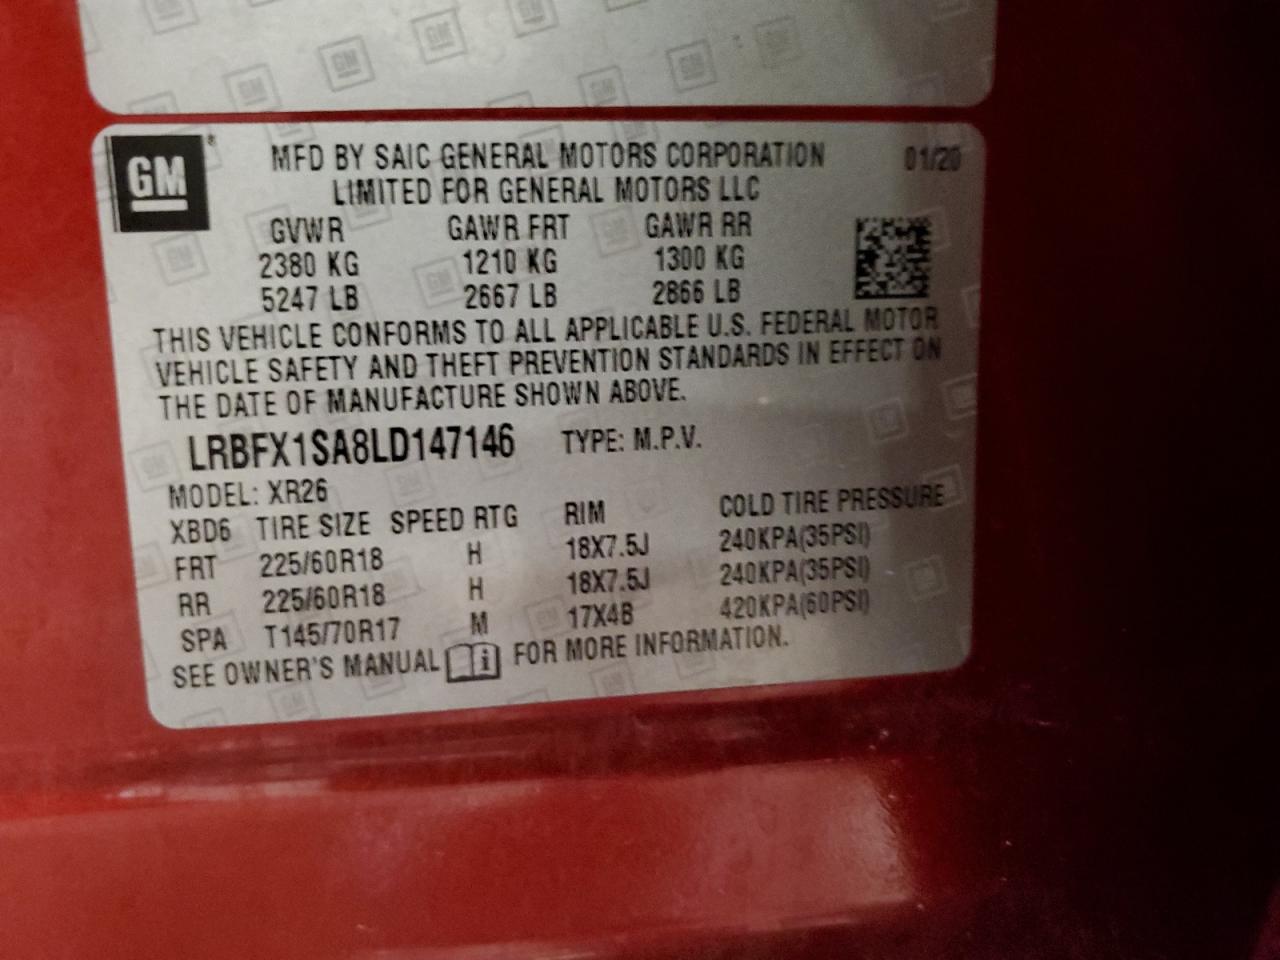 GM
MFD BY SAIC GENERAL MOTORS CORPORATION 01/20
LIMITED FOR GENERAL MOTORS LLC
GVWR GAWR FRT GAWR RR
2380 KG 1210 KG 1300 KG
5247 LB 2667 LB 2866 LB
THIS VEHICLE CONFORMS TO ALL APPLICABLE U.S. FEDERAL MOTOR
VEHICLE SAFETY AND THEFT PREVENTION STANDARDS IN EFFECT ON
THE DATE OF MANUFACTURE SHOWN ABOVE.
LRBFX1SA8LD147146 TYPE: M.P.V.
MODEL: XR26
XBD6 TIRE SIZE SPEED RTG RIM COLD TIRE PRESSURE
FRT 225/60R18 H 18X7.5J 240KPA(35PSI)
RR 225/60R18 H 18X7.5J 240KPA(35PSI)
SPA T145/70R17 M 17X4B 420KPA(60PSI)
SEE OWNER'S MANUAL FOR MORE INFORMATION.